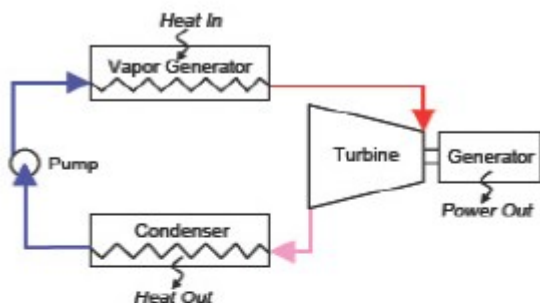 Heat In
Vapor Generator
Turbine
Generator
Pump
Power Out
Condenser
Heat Out